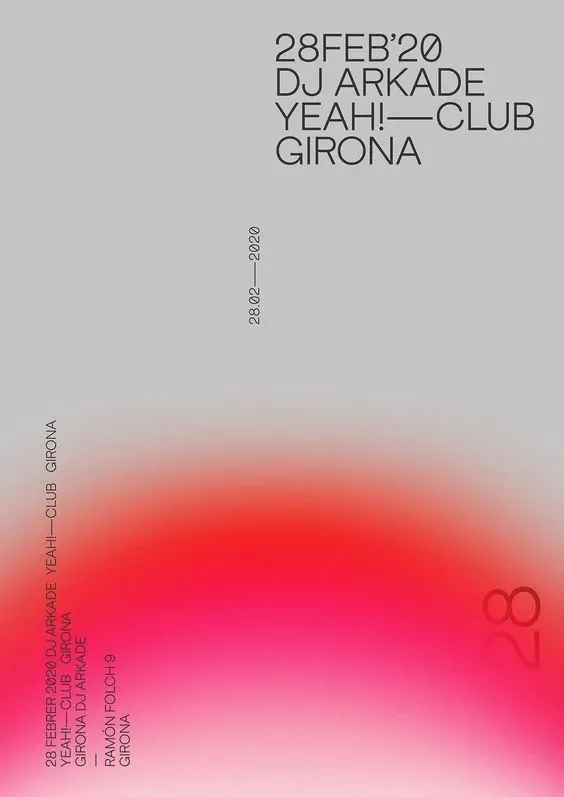 28FEB'20
DJ ARKADE
YEAH!—CLUB
GIRONA
28.02—2020
28 FEBRER 2020 DJ ARKADE YEAH!—CLUB GIRONA
YEAH!—CLUB GIRONA
GIRONA DJ ARKADE
—
RAMÓN FOLCH 9
GIRONA
28